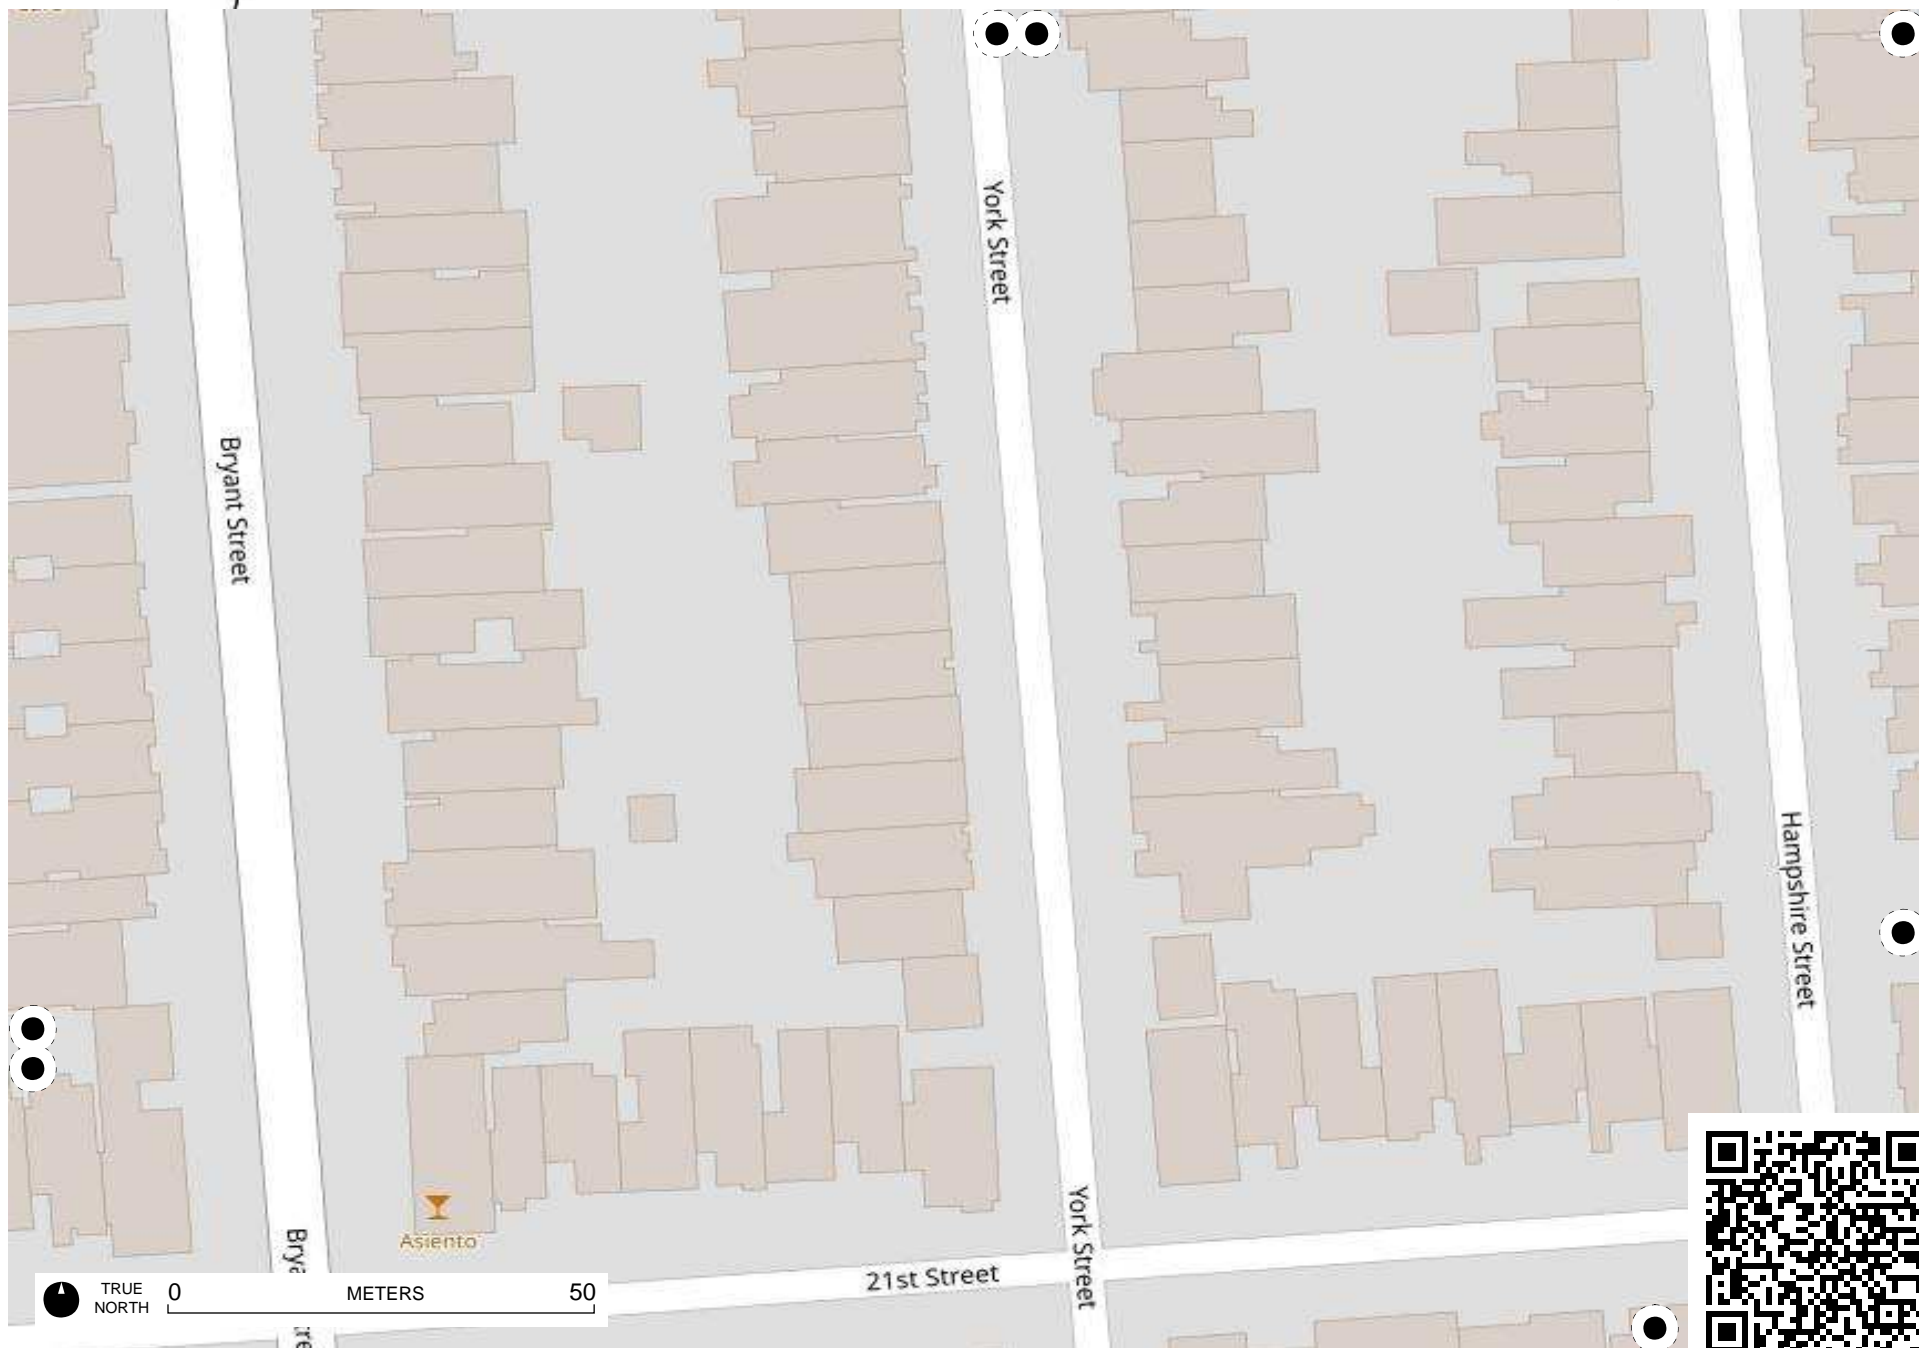 York Street
Bryant Street
Hampshire Street
York Street
Asiento
21st Street
TRUE
NORTH
0 METERS 50